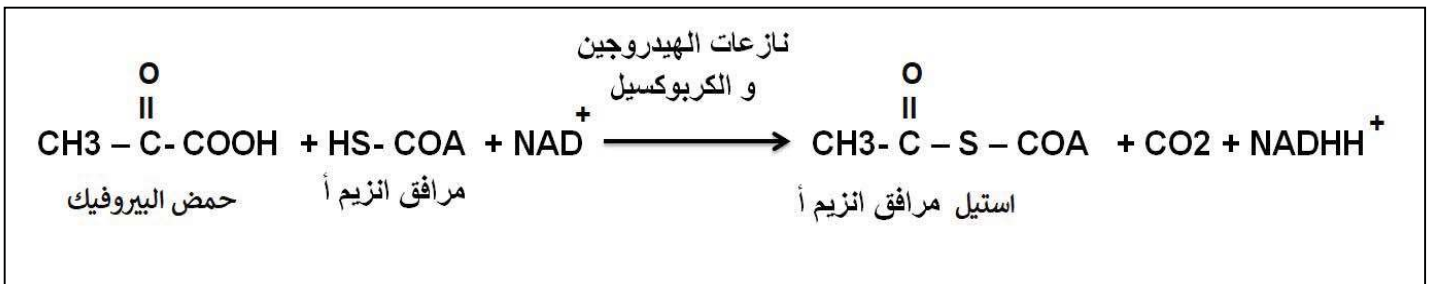 نازعات الهيدروجين
و الكربوكسيل
O O
II II +
CH3 – C- COOH + HS- COA + NAD ⟶ CH3- C – S – COA + CO2 + NADHH +
حمض البيروفيك مرافق انزيم أ استيل مرافق انزيم أ